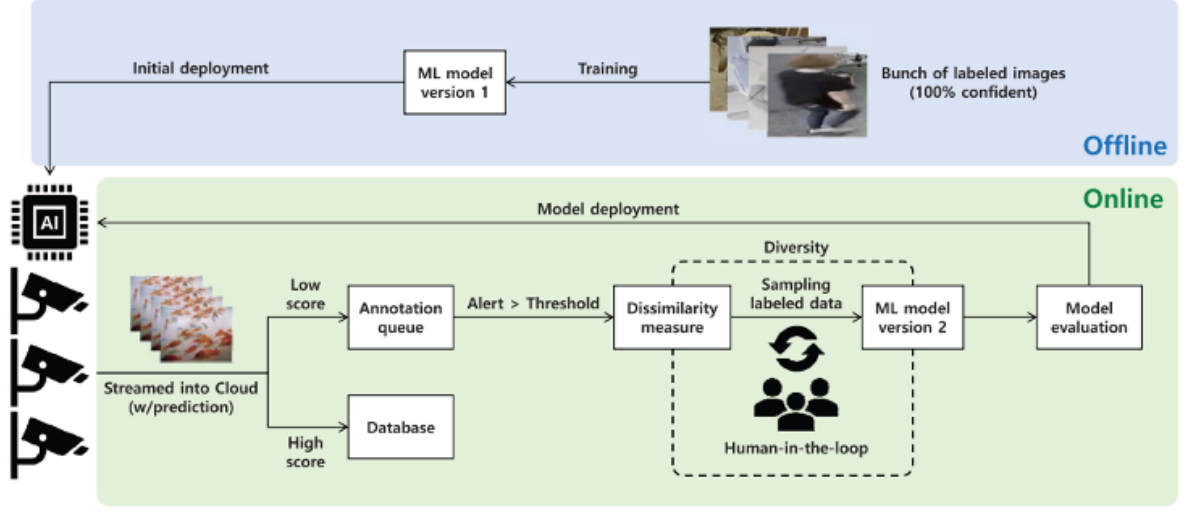 Initial deployment
ML model
version 1
Training
Bunch of labeled images
(100% confident)
Offline
AI
Online
Model deployment
Diversity
Low
score
Annotation
queue
Alert > Threshold
Dissimilarity
measure
Sampling
labeled data
ML model
version 2
Model
evaluation
Streamed into Cloud
(w/prediction)
High
score
Database
Human-in-the-loop